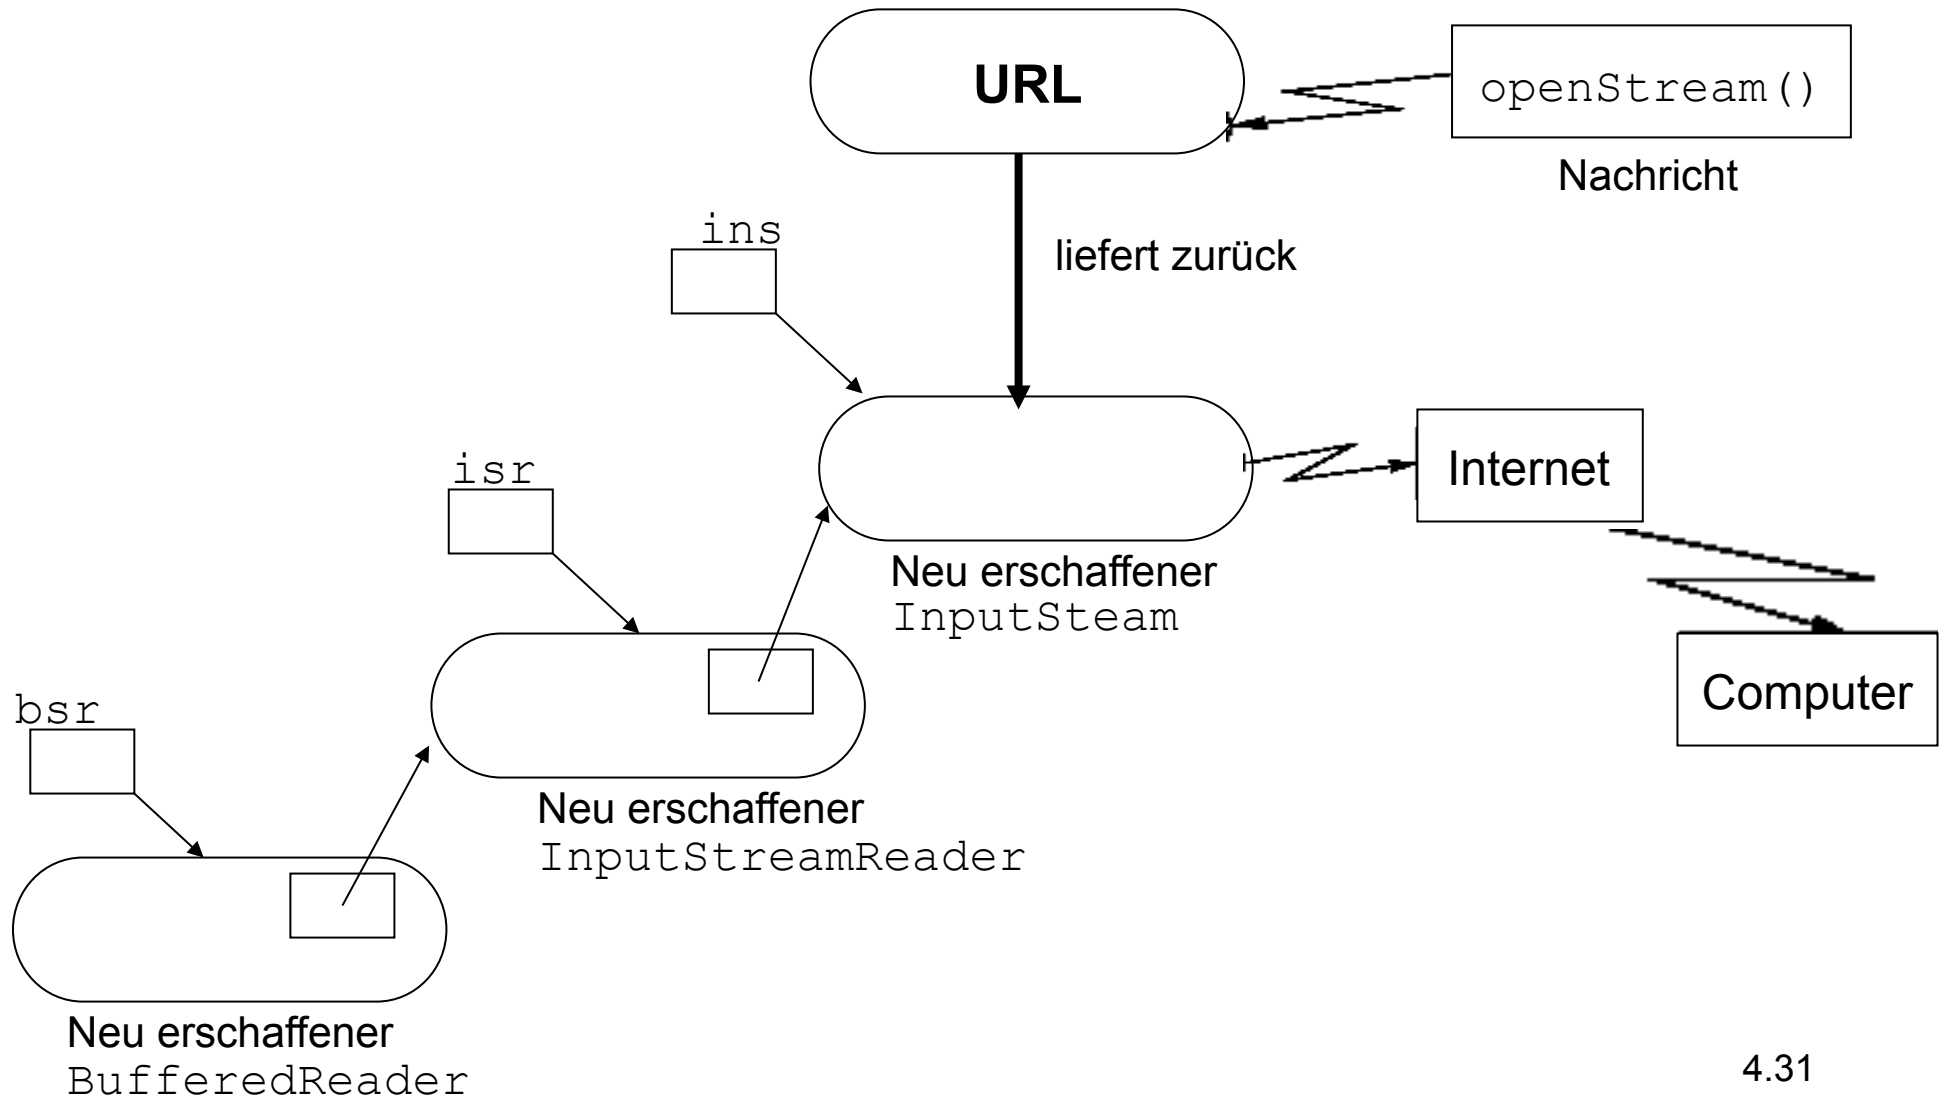 URL
openStream()
Nachricht
ins
liefert zurück
isr
Internet
Neu erschaffener
InputSteam
bsr
Computer
Neu erschaffener
InputStreamReader
Neu erschaffener
BufferedReader
4.31